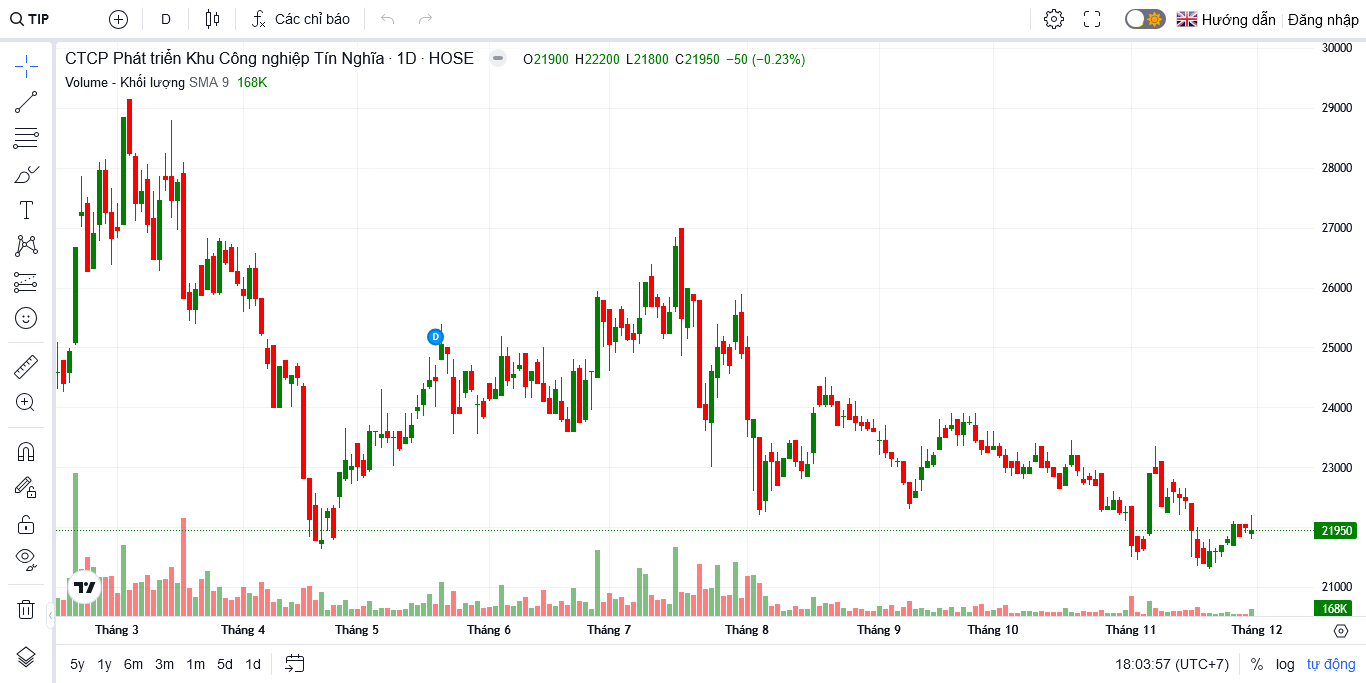 TIP D Các chỉ báo Hướng dẫn Đăng nhập
CTCP Phát triển Khu Công nghiệp Tín Nghĩa · 1D · HOSE O21900 H22200 L21800 C21950 −50 (−0.23%)
Volume - Khối lượng SMA 9 168K
30000
29000
28000
27000
26000
25000
D
24000
23000
21950
21000
168K
Tháng 3 Tháng 4 Tháng 5 Tháng 6 Tháng 7 Tháng 8 Tháng 9 Tháng 10 Tháng 11 Tháng 12
5y 1y 6m 3m 1m 5d 1d 18:03:57 (UTC+7) % log tự động